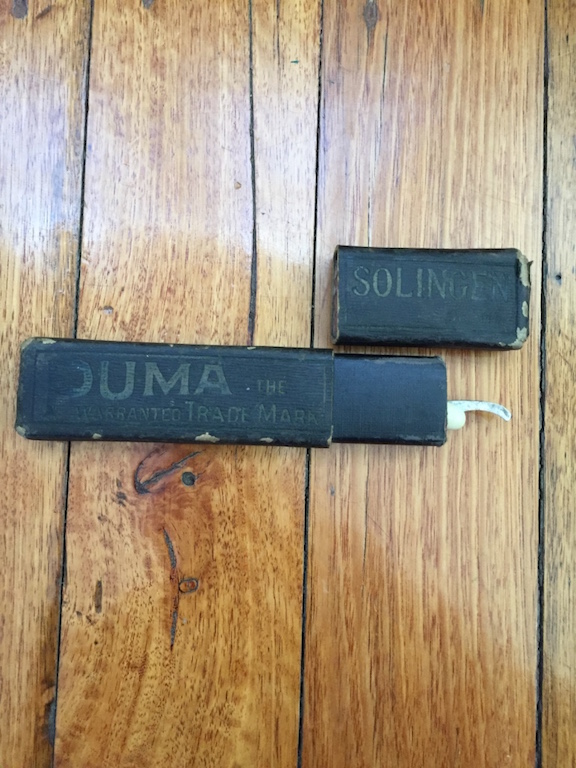 SOLINGEN
DUMA THE
WARRANTED TRADE MARK